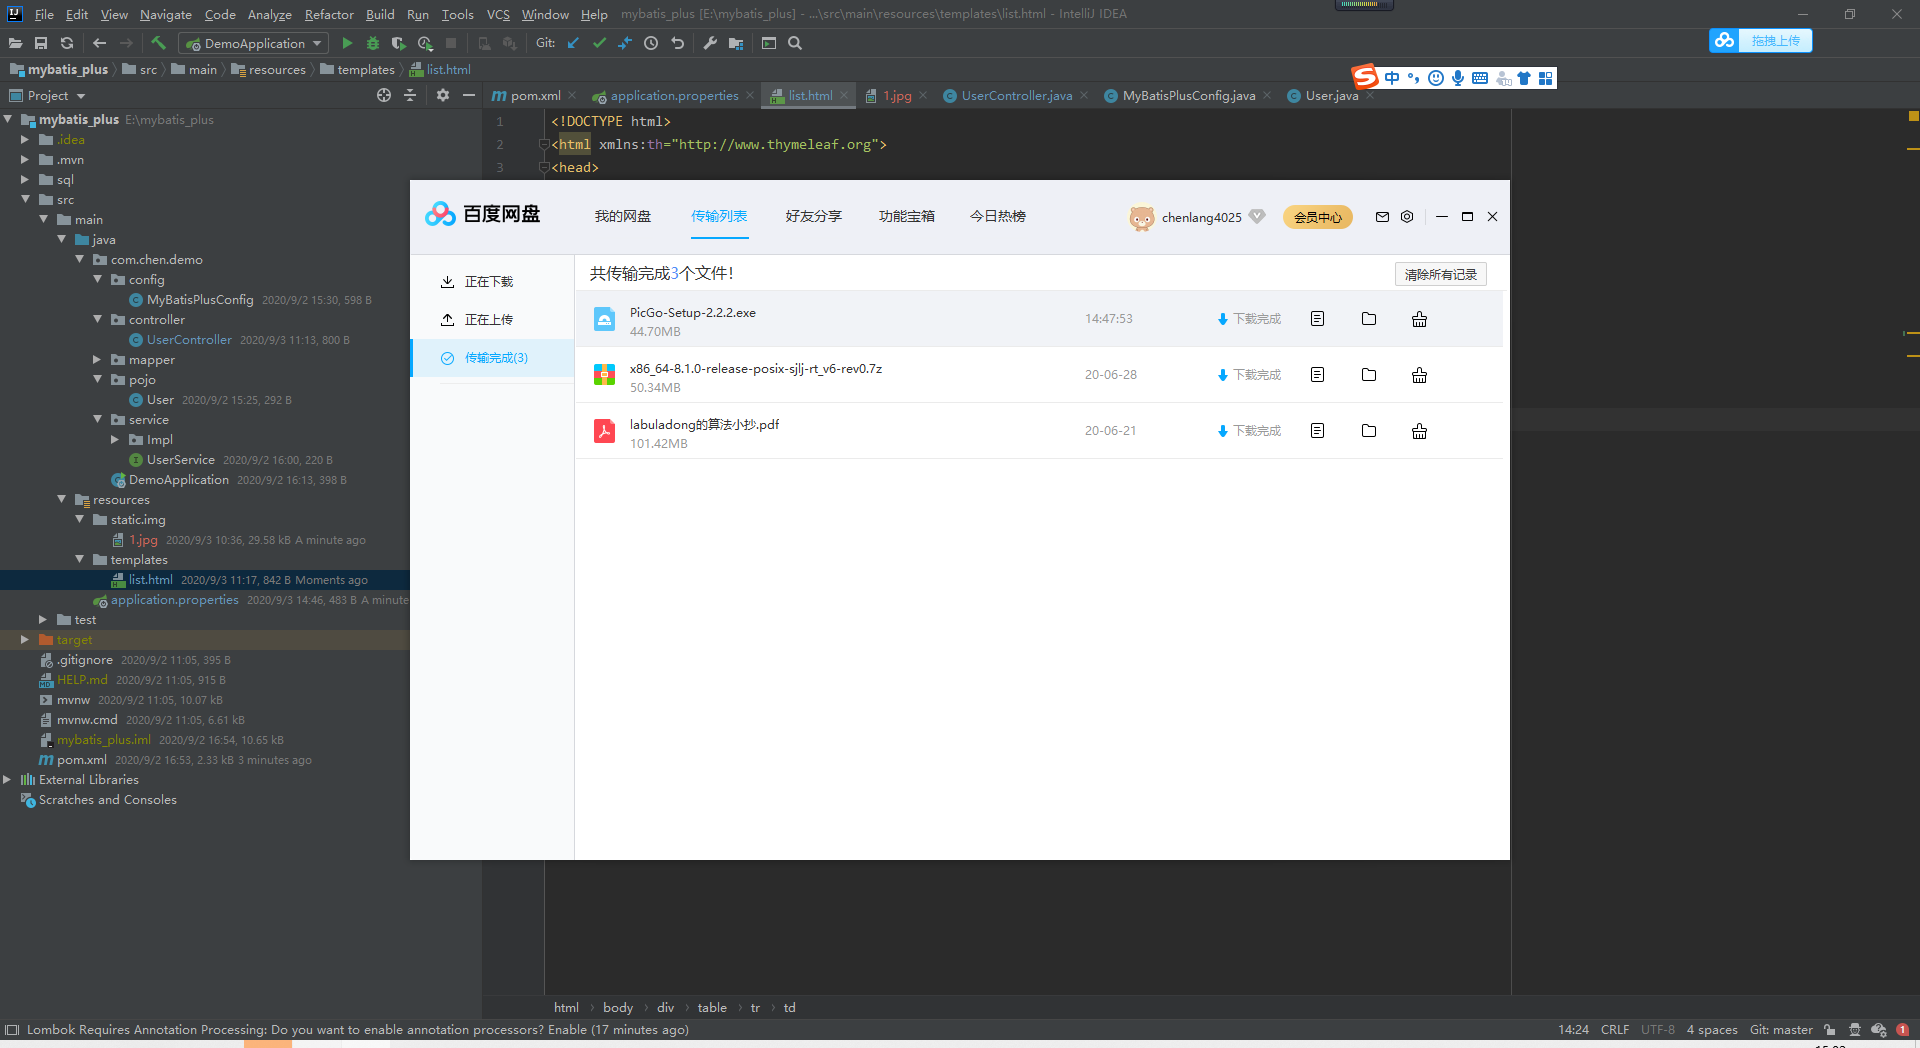 File Edit View Navigate Code Analyze Refactor Build Run Tools VCS Window Help mybatis_plus [E:\mybatis_plus] - ...\src\main\resources\templates\list.html - IntelliJ IDEA
DemoApplication Git:
拖拽上传
mybatis_plus src main resources templates list.html
中
Project
pom.xml application.properties list.html 1.jpg UserController.java MyBatisPlusConfig.java User.java
mybatis_plus E:\mybatis_plus
.idea
.mvn
sql
src
main
java
com.chen.demo
config
MyBatisPlusConfig 2020/9/2 15:30, 598 B
controller
UserController 2020/9/3 11:13, 800 B
mapper
pojo
User 2020/9/2 15:25, 292 B
service
Impl
UserService 2020/9/2 16:00, 220 B
DemoApplication 2020/9/2 16:13, 398 B
resources
static.img
1.jpg 2020/9/3 10:36, 29.58 kB A minute ago
templates
list.html 2020/9/3 11:17, 842 B Moments ago
application.properties 2020/9/3 14:46, 483 B A minute
test
target
.gitignore 2020/9/2 11:05, 395 B
HELP.md 2020/9/2 11:05, 915 B
mvnw 2020/9/2 11:05, 10.07 kB
mvnw.cmd 2020/9/2 11:05, 6.61 kB
mybatis_plus.iml 2020/9/2 16:54, 10.65 kB
pom.xml 2020/9/2 16:53, 2.33 kB 3 minutes ago
External Libraries
Scratches and Consoles
1 <!DOCTYPE html>
2 <html xmlns:th="http://www.thymeleaf.org">
3 <head>
百度网盘 我的网盘 传输列表 好友分享 功能宝箱 今日热榜 chenlang4025 会员中心
正在下载
正在上传
传输完成(3)
共传输完成3个文件！ 清除所有记录
PicGo-Setup-2.2.2.exe 14:47:53 下载完成
44.70MB
x86_64-8.1.0-release-posix-sjlj-rt_v6-rev0.7z 20-06-28 下载完成
50.34MB
labuladong的算法小抄.pdf 20-06-21 下载完成
101.42MB
html body div table tr td
Lombok Requires Annotation Processing: Do you want to enable annotation processors? Enable (17 minutes ago) 14:24 CRLF UTF-8 4 spaces Git: master 1